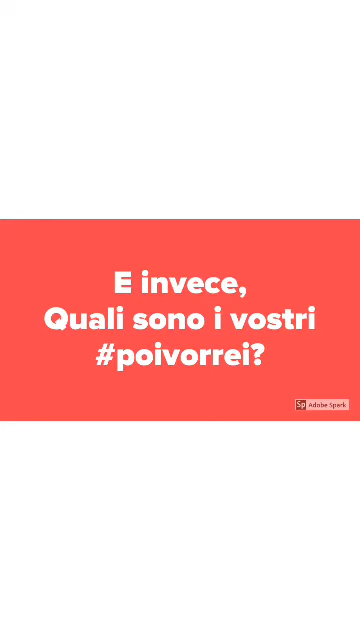 E invece,
Quali sono i vostri
#poivorrei?
Sp Adobe Spark